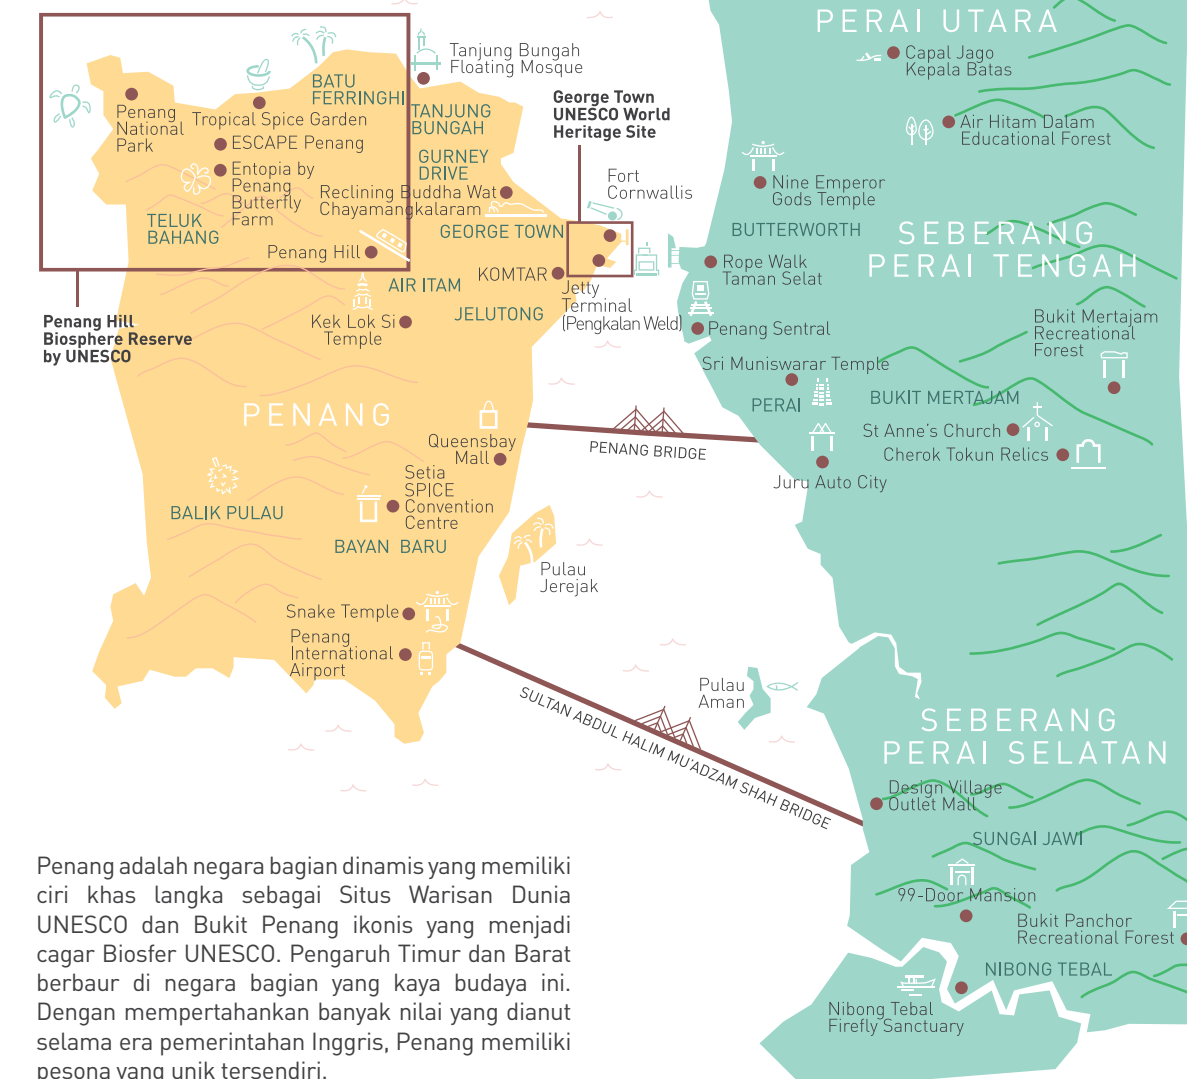 PERAI UTARA
Capal Jago
Kepala Batas
Tanjung Bungah
Floating Mosque
BATU
FERRINGHI
George Town
UNESCO World
Heritage Site
Penang
National
Park
Tropical Spice Garden
TANJUNG
BUNGAH
Air Hitam Dalam
Educational Forest
ESCAPE Penang
GURNEY
DRIVE
Entopia by
Penang
Butterfly
Farm
Fort
Cornwallis
Nine Emperor
Gods Temple
Reclining Buddha Wat
Chayamangkalaram
TELUK
BAHANG
GEORGE TOWN
BUTTERWORTH
SEBERANG
PERAI TENGAH
Penang Hill
KOMTAR
Rope Walk
Taman Selat
AIR ITAM
Jetty
Terminal
(Pengkalan Weld)
JELUTONG
Penang Hill
Biosphere Reserve
by UNESCO
Kek Lok Si
Temple
Penang Sentral
Bukit Mertajam
Recreational
Forest
Sri Muniswarar Temple
PERAI
BUKIT MERTAJAM
PENANG
St Anne's Church
Queensbay
Mall
PENANG BRIDGE
Cherok Tokun Relics
Setia
SPICE
Convention
Centre
Juru Auto City
BALIK PULAU
BAYAN BARU
Pulau
Jerejak
Snake Temple
Penang
International
Airport
Pulau
Aman
SULTAN ABDUL HALIM MU'ADZAM SHAH BRIDGE
SEBERANG
PERAI SELATAN
Design Village
Outlet Mall
SUNGAI JAWI
99-Door Mansion
Bukit Panchor
Recreational Forest
NIBONG TEBAL
Nibong Tebal
Firefly Sanctuary
Penang adalah negara bagian dinamis yang memiliki
ciri khas langka sebagai Situs Warisan Dunia
UNESCO dan Bukit Penang ikonis yang menjadi
cagar Biosfer UNESCO. Pengaruh Timur dan Barat
berbaur di negara bagian yang kaya budaya ini.
Dengan mempertahankan banyak nilai yang dianut
selama era pemerintahan Inggris, Penang memiliki
pesona yang unik tersendiri.